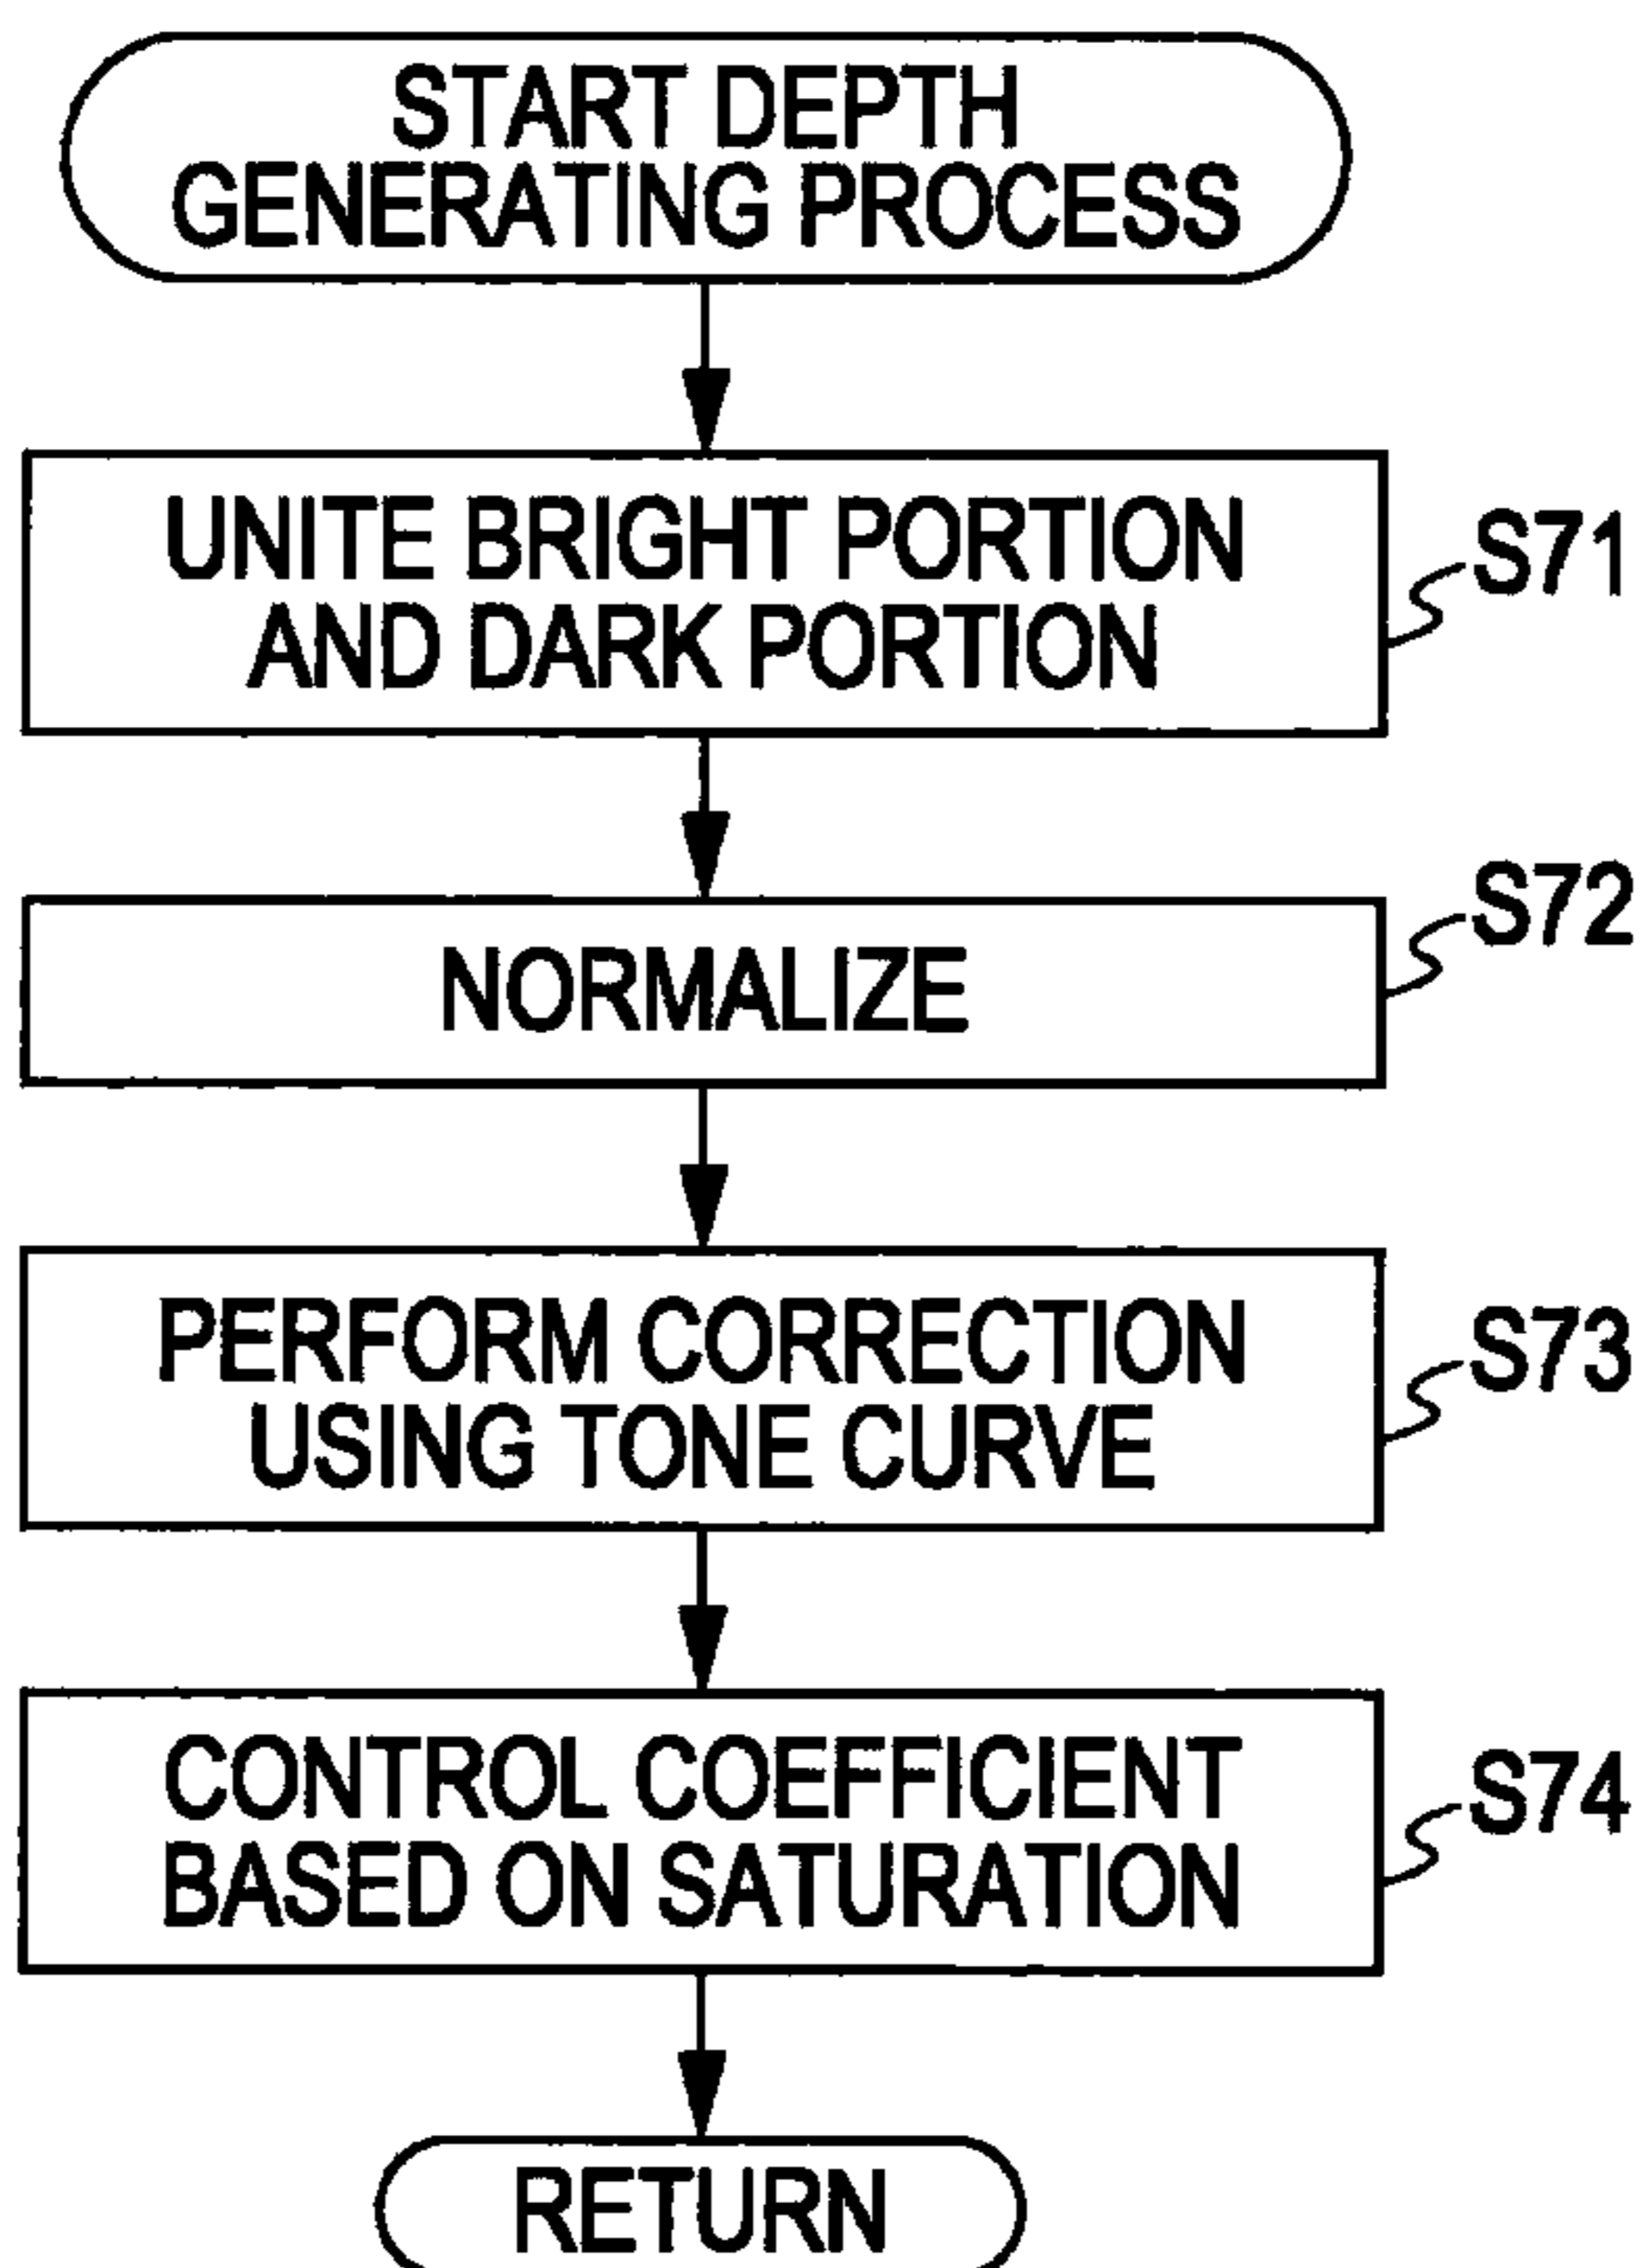 START DEPTH
GENERATING PROCESS
UNITE BRIGHT PORTION
AND DARK PORTION
S71
NORMALIZE
S72
PERFORM CORRECTION
USING TONE CURVE
S73
CONTROL COEFFICIENT
BASED ON SATURATION
S74
RETURN